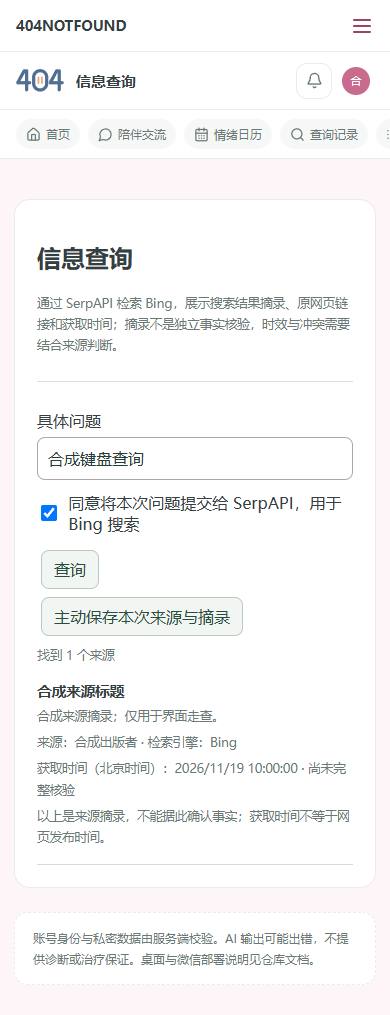 404NOTFOUND
404 信息查询
合
首页 陪伴交流 情绪日历 查询记录
信息查询
通过 SerpAPI 检索 Bing，展示搜索结果摘录、原网页链
接和获取时间；摘录不是独立事实核验，时效与冲突需要
结合来源判断。
具体问题
合成键盘查询
同意将本次问题提交给 SerpAPI，用于
Bing 搜索
查询
主动保存本次来源与摘录
找到 1 个来源
合成来源标题
合成来源摘录；仅用于界面走查。
来源：合成出版者 · 检索引擎：Bing
获取时间（北京时间）：2026/11/19 10:00:00 · 尚未完
整核验
以上是来源摘录，不能据此确认事实；获取时间不等于网
页发布时间。
账号身份与私密数据由服务端校验。AI 输出可能出错，不提
供诊断或治疗保证。桌面与微信部署说明见仓库文档。